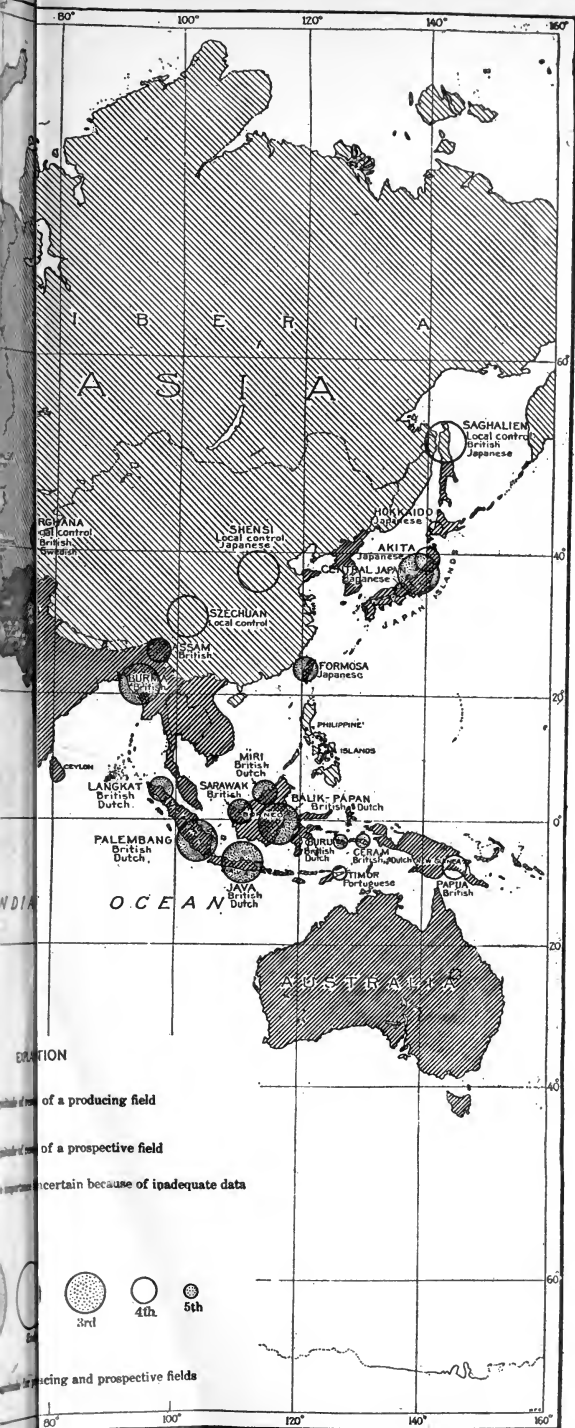 80° 100° 120° 140° 160°
I B E R I A
60°
A S I A
SAGHALIEN
Local control
British
Japanese
HOKKAIDO
Japanese
RGHANA
cal control
British
Swedish
SHENSI
Local control
Japanese
AKITA
Japanese
40°
CENTRAL JAPAN
Japanese
JAPAN ISLANDS
SZECHUAN
Local control
ASSAM
British
BURMA
British
FORMOSA
Japanese
20°
PHILIPPINE
ISLANDS
CEYLON
MIRI
British
Dutch
LANGKAT
British
Dutch.
SARAWAK
British
BALIK-PAPAN
British, Dutch
BORNEO
0°
PALEMBANG
British
Dutch,
BURU
British
Dutch
CERAM
British, Dutch
JAVA
British
Dutch
TIMOR
Portuguese
PAPUA
British
NDIA
OCEAN
20°
AUSTRALIA
40°
of a producing field
of a prospective field
ncertain because of inadequate data
60°
3rd 4th. 5th
and prospective fields
80° 100° 120° 140° 160°